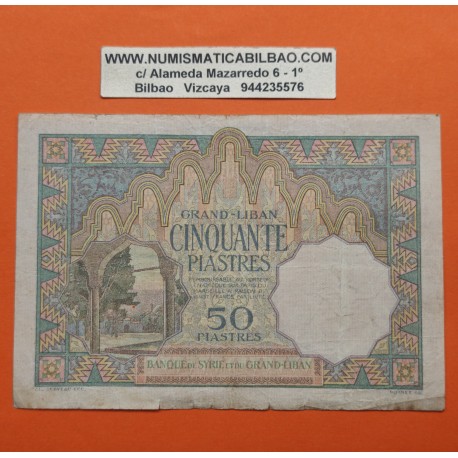 WWW.NUMISMATICABILBAO.COM
c/ Alameda Mazarredo 6 - 1º
Bilbao Vizcaya 944235576
GRAND-LIBAN
CINQUANTE
PIASTRES
50
PIASTRES
BANQUE DE SYRIE ET DU GRAND-LIBAN